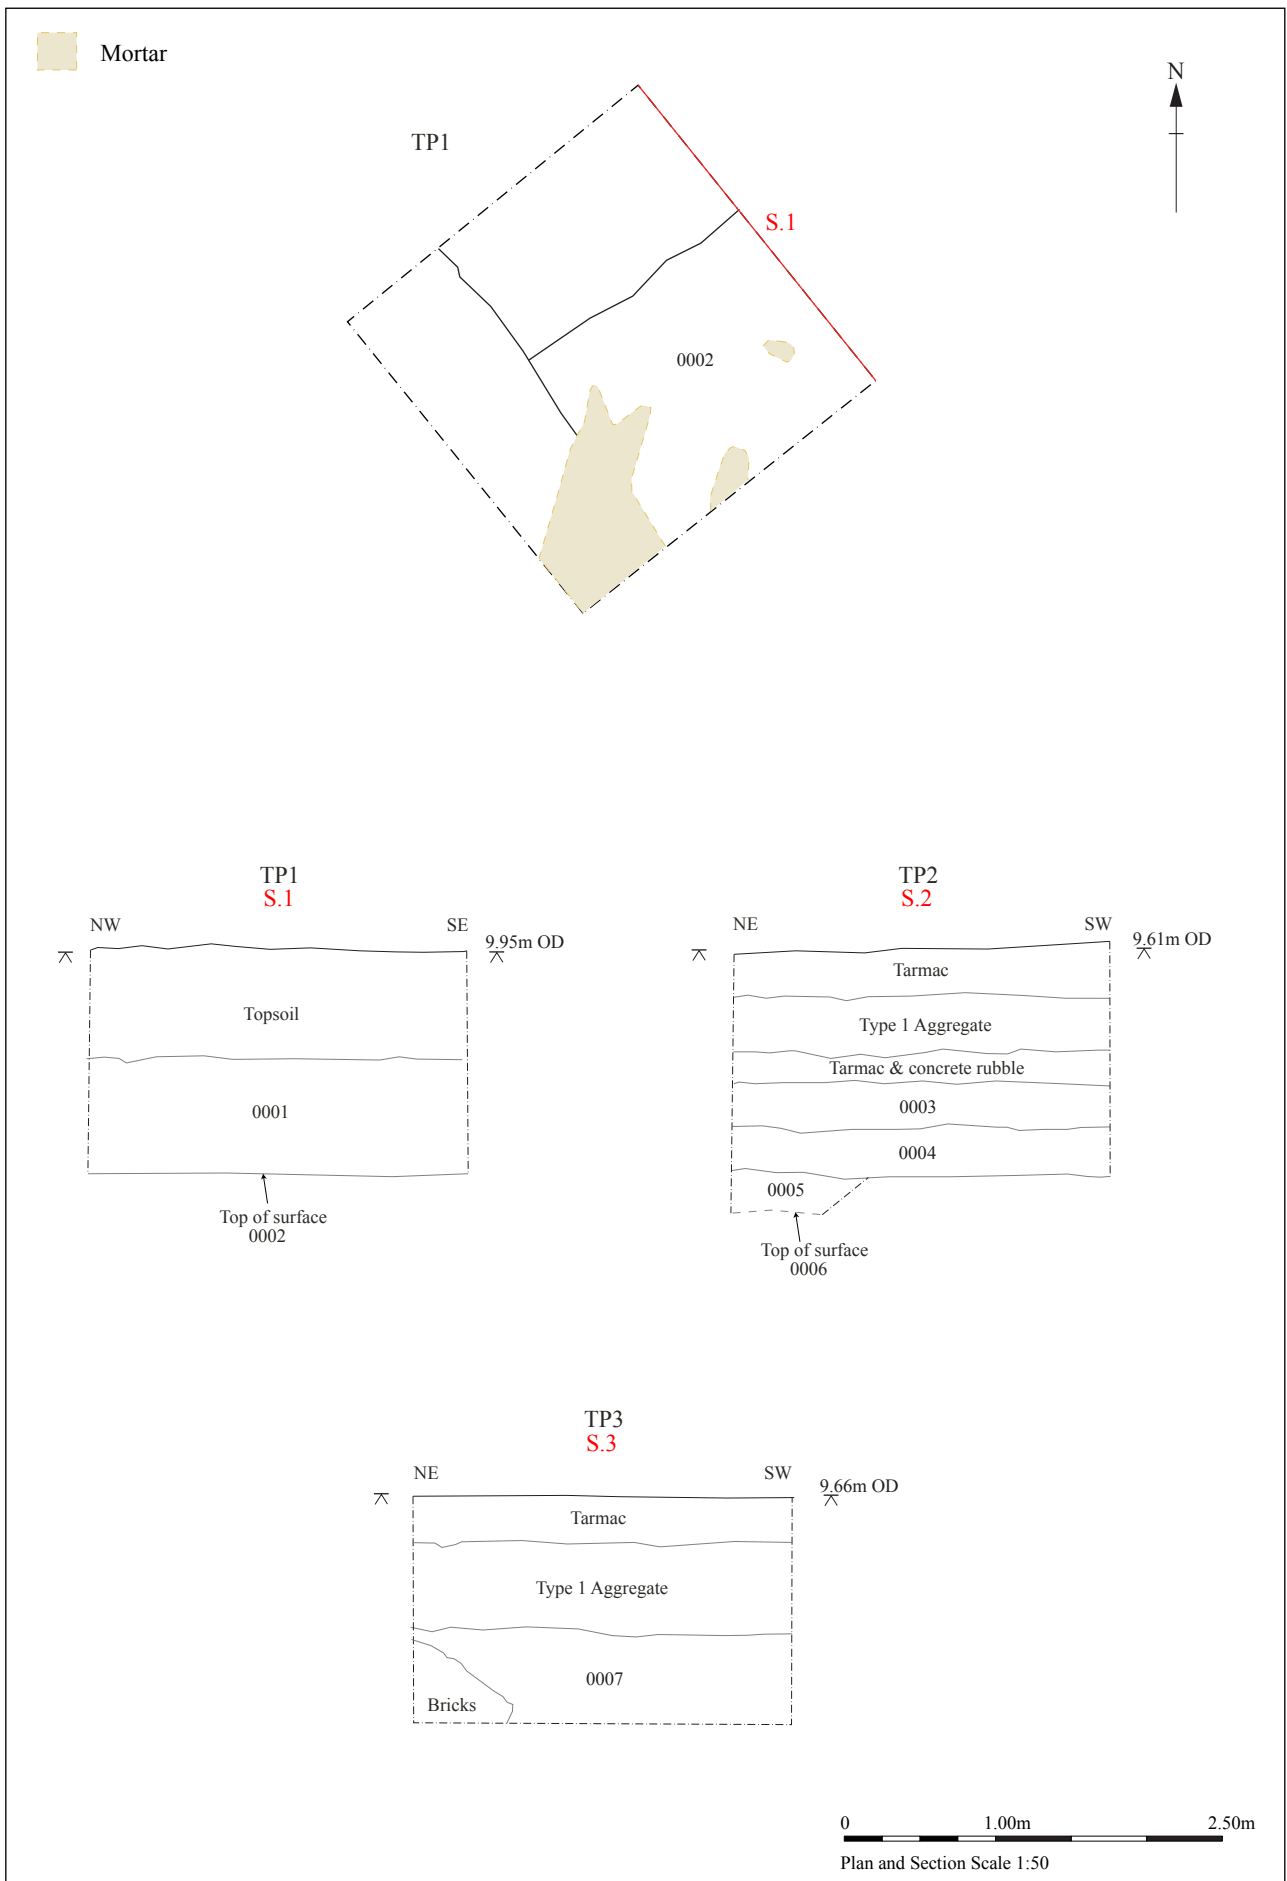 Mortar
N
TP1
S.1
0002
TP1
S.1
NW
SE
9.95m OD
Topsoil
0001
Top of surface
0002
TP2
S.2
NE
SW
9.61m OD
Tarmac
Type 1 Aggregate
Tarmac & concrete rubble
0003
0004
0005
Top of surface
0006
TP3
S.3
NE
SW
9.66m OD
Tarmac
Type 1 Aggregate
0007
Bricks
0 1.00m 2.50m
Plan and Section Scale 1:50